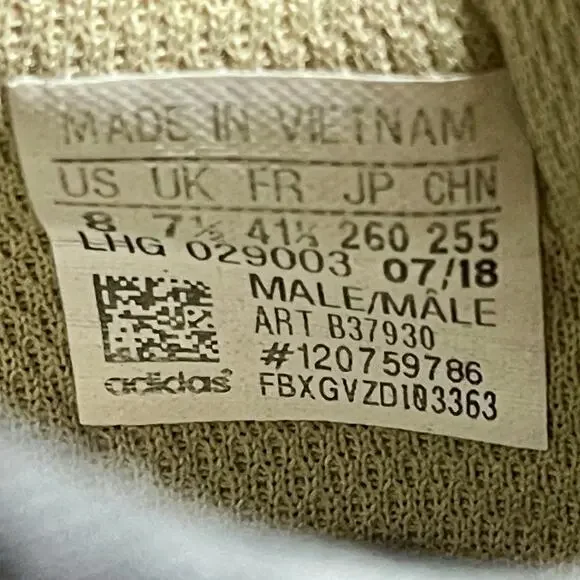 MADE IN VIETNAM
US UK FR JP CHN
8 7½ 41⅓ 260 255
LHG 029003 07/18
MALE/MÂLE
ART B37930
#120759786
adidas FBXGVZD103363